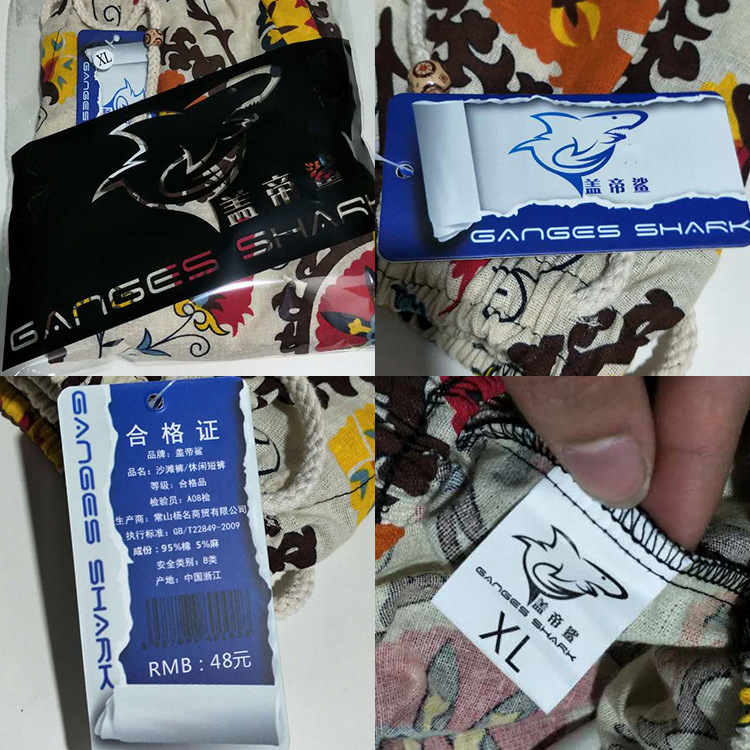 XL
GANGES SHARK
盖帝鲨
GANGES SHARK
盖帝鲨
GANGES SHARK
GANGES SHARK
合格证
品牌：盖帝鲨
品名：沙滩裤/休闲短裤
等级：合格品
检验员：A08检
生产商：常山杨名商贸有限公司
执行标准：GB/T22849-2009
成份：95%棉 5%麻
安全类别：B类
产地：中国浙江
RMB：48元
盖帝鲨
GANGES SHARK
XL